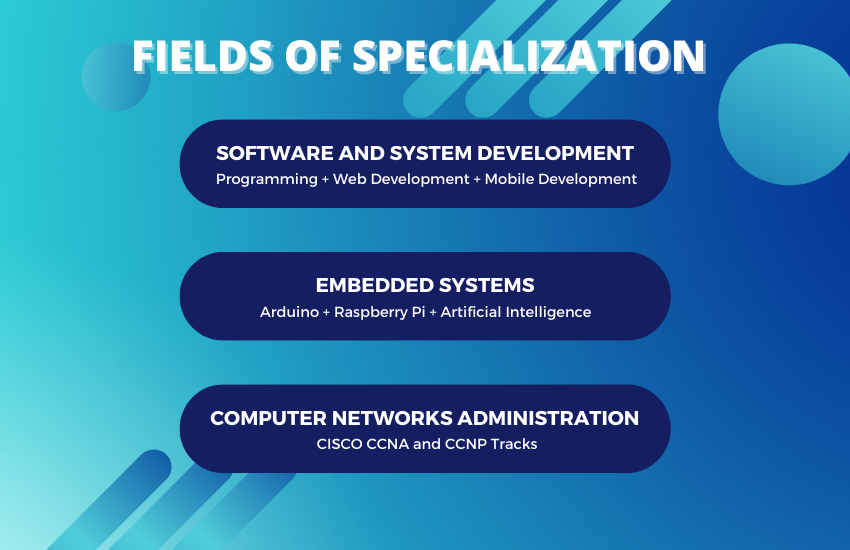 FIELDS OF SPECIALIZATION
SOFTWARE AND SYSTEM DEVELOPMENT
Programming + Web Development + Mobile Development
EMBEDDED SYSTEMS
Arduino + Raspberry Pi + Artificial Intelligence
COMPUTER NETWORKS ADMINISTRATION
CISCO CCNA and CCNP Tracks